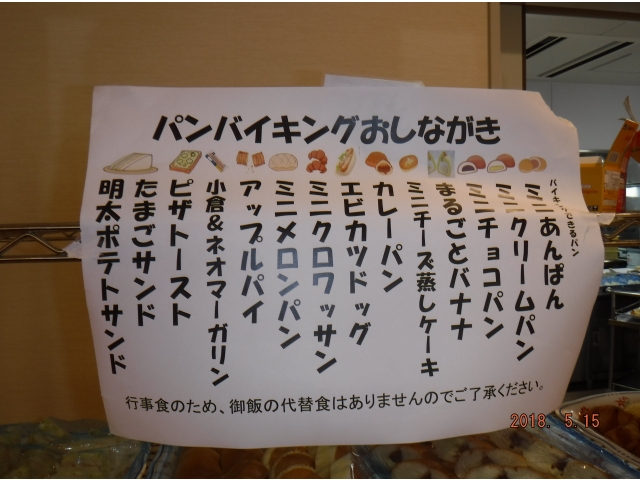 パンバイキングおしながき
バイキングできるパン
ミニあんぱん
ミニクリームパン
ミニチョコパン
まるごとバナナ
ミニチーズ蒸しケーキ
カレーパン
エビカツドッグ
ミニクロワッサン
ミニメロンパン
アップルパイ
小倉&ネオマーガリン
ピザトースト
たまごサンド
明太ポテトサンド
行事食のため、御飯の代替食はありませんのでご了承ください。
2018. 5.15